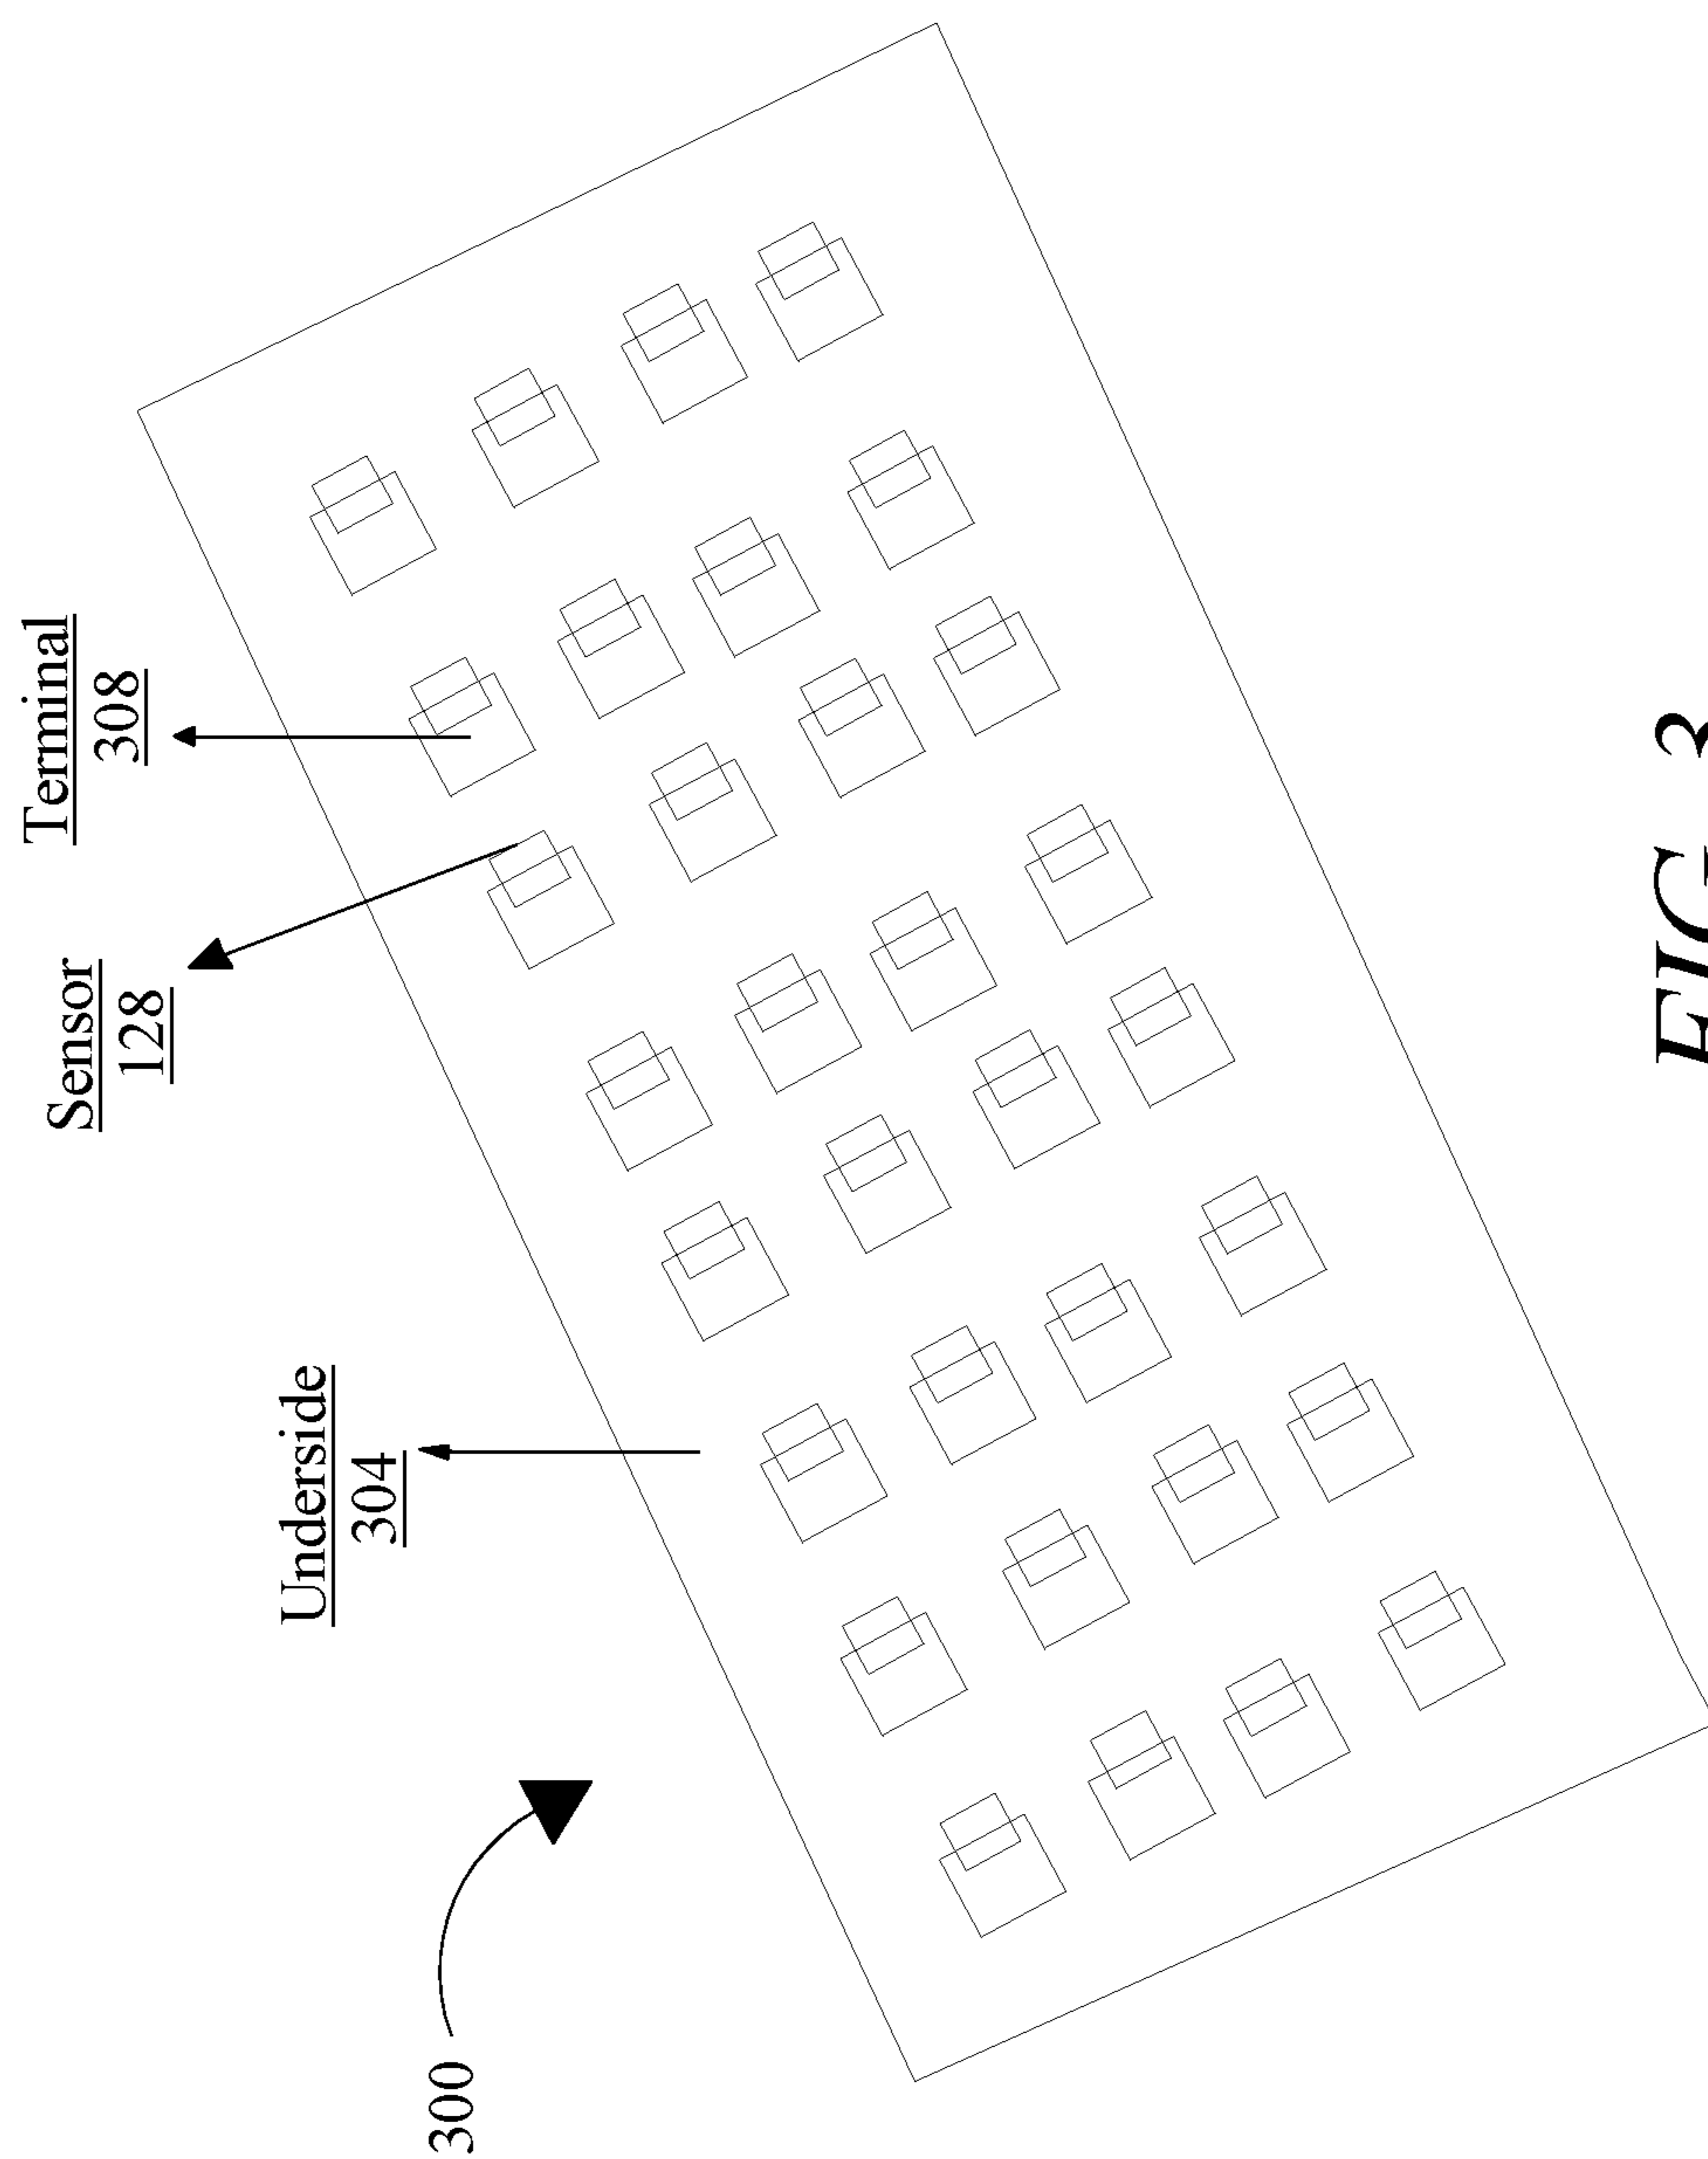 300
Underside
304
Sensor
128
Terminal
308
FIG. 3